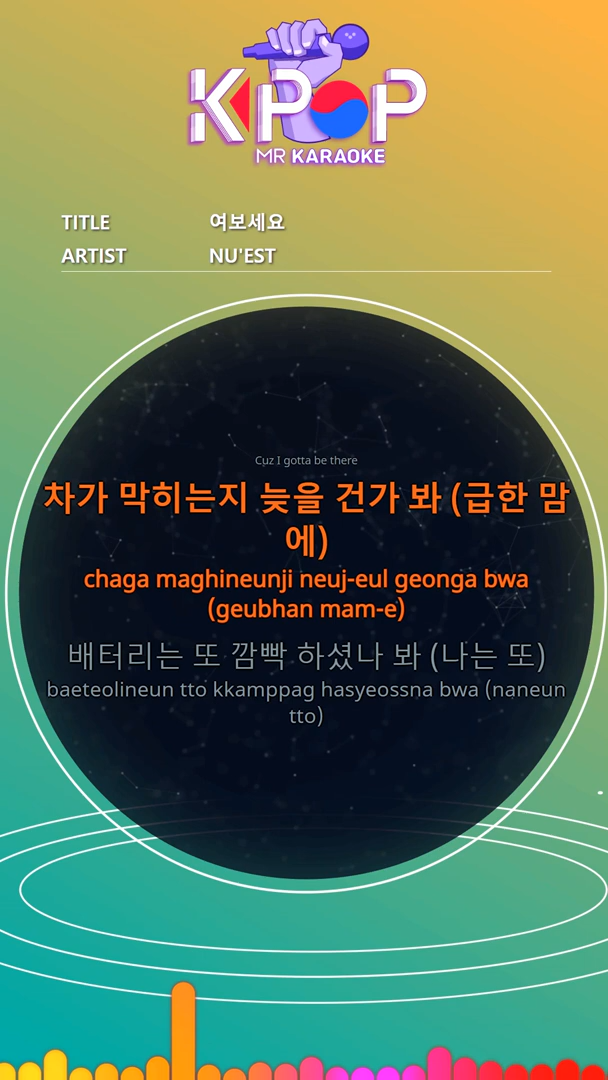 KPOP
MR KARAOKE
TITLE 여보세요
ARTIST NU'EST
Cuz I gotta be there
차가 막히는지 늦을 건가 봐 (급한 맘
에)
chaga maghineunji neuj-eul geonga bwa
(geubhan mam-e)
배터리는 또 깜빡 하셨나 봐 (나는 또)
baeteolineun tto kkamppag hasyeossna bwa (naneun
tto)